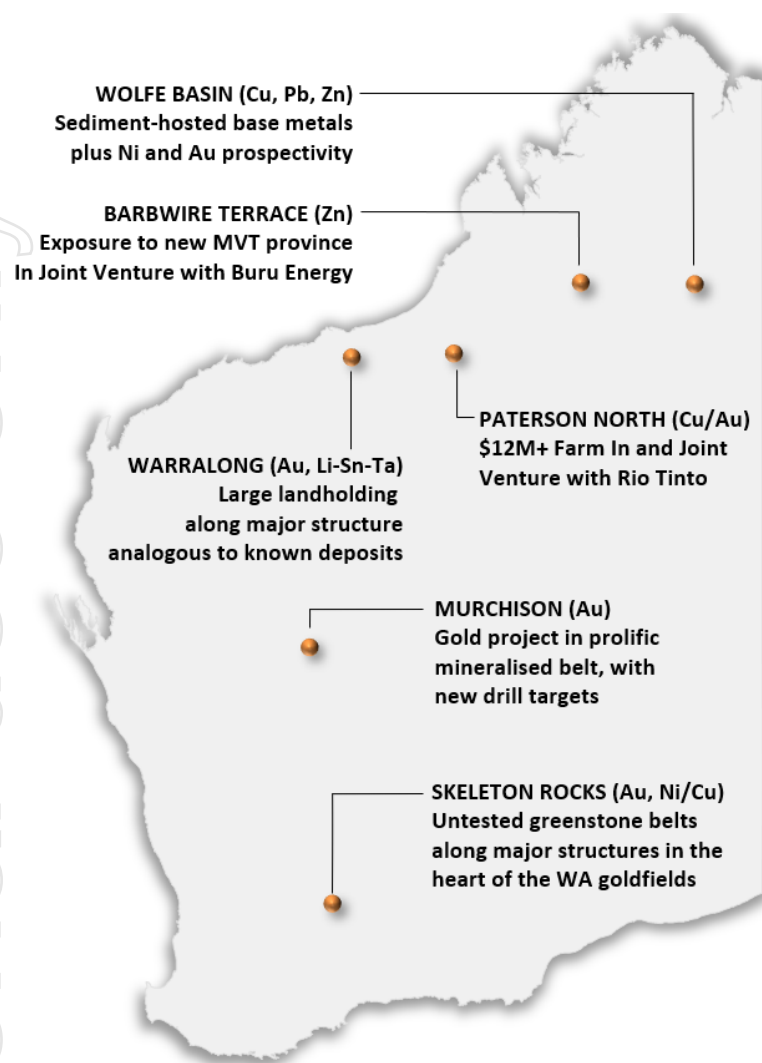 WOLFE BASIN (Cu, Pb, Zn)
Sediment-hosted base metals
plus Ni and Au prospectivity
BARBWIRE TERRACE (Zn)
Exposure to new MVT province
In Joint Venture with Buru Energy
PATERSON NORTH (Cu/Au)
$12M+ Farm In and Joint
Venture with Rio Tinto
WARRALONG (Au, Li-Sn-Ta)
Large landholding
along major structure
analogous to known deposits
MURCHISON (Au)
Gold project in prolific
mineralised belt, with
new drill targets
SKELETON ROCKS (Au, Ni/Cu)
Untested greenstone belts
along major structures in the
heart of the WA goldfields